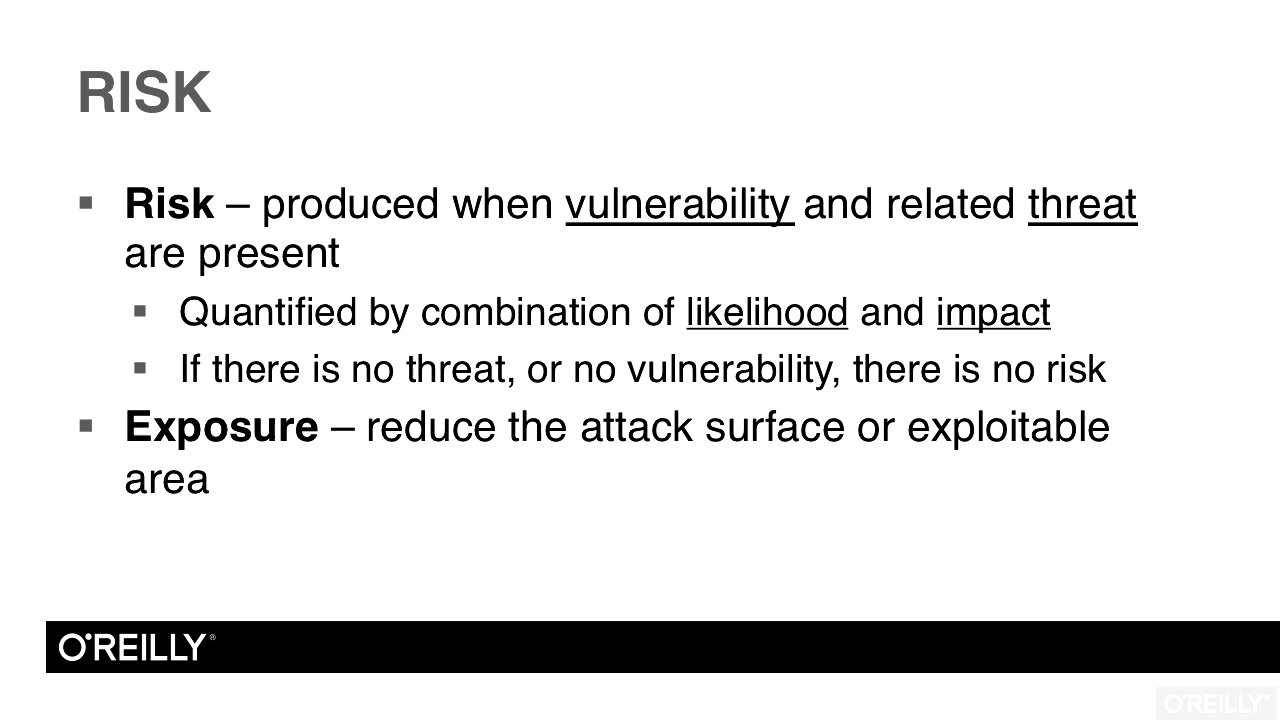 RISK
▪ Risk – produced when vulnerability and related threat
are present
▪ Quantified by combination of likelihood and impact
▪ If there is no threat, or no vulnerability, there is no risk
▪ Exposure – reduce the attack surface or exploitable
area
O'REILLY®
O'REILLY®